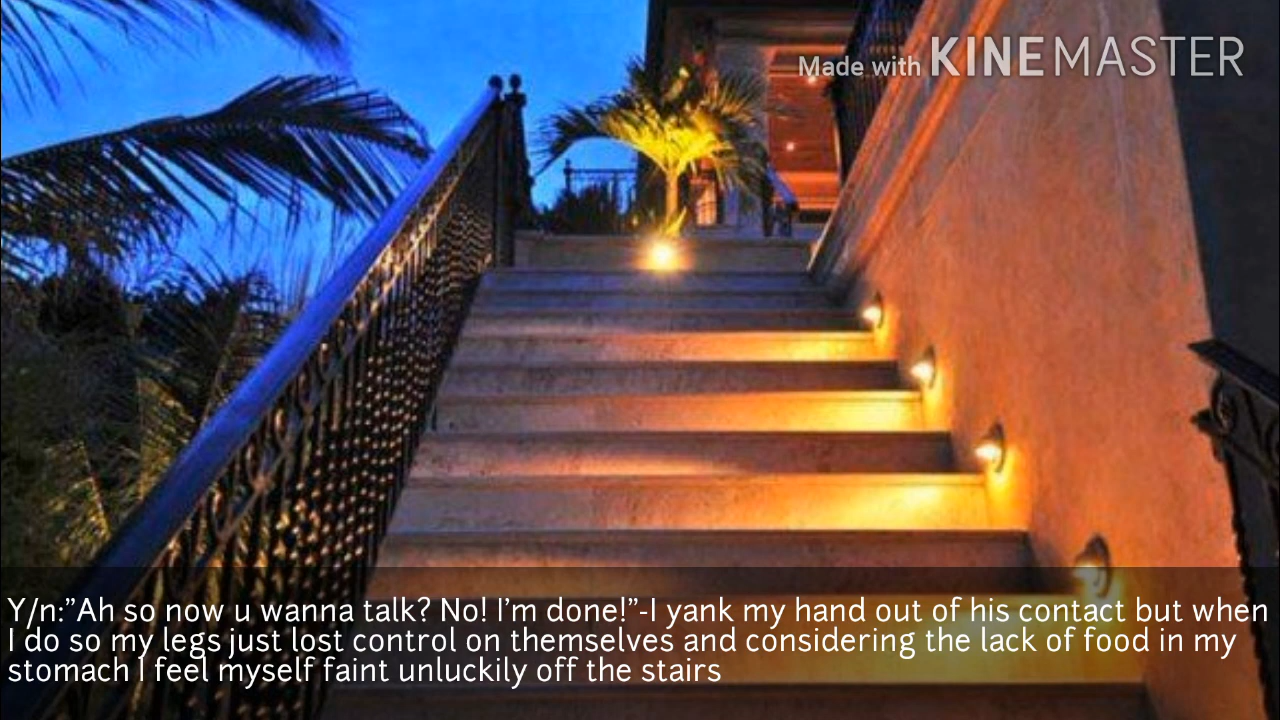 Made with KINEMASTER
Y/n:"Ah so now u wanna talk? No! I'm done!"-I yank my hand out of his contact but when
I do so my legs just lost control on themselves and considering the lack of food in my
stomach I feel myself faint unluckily off the stairs